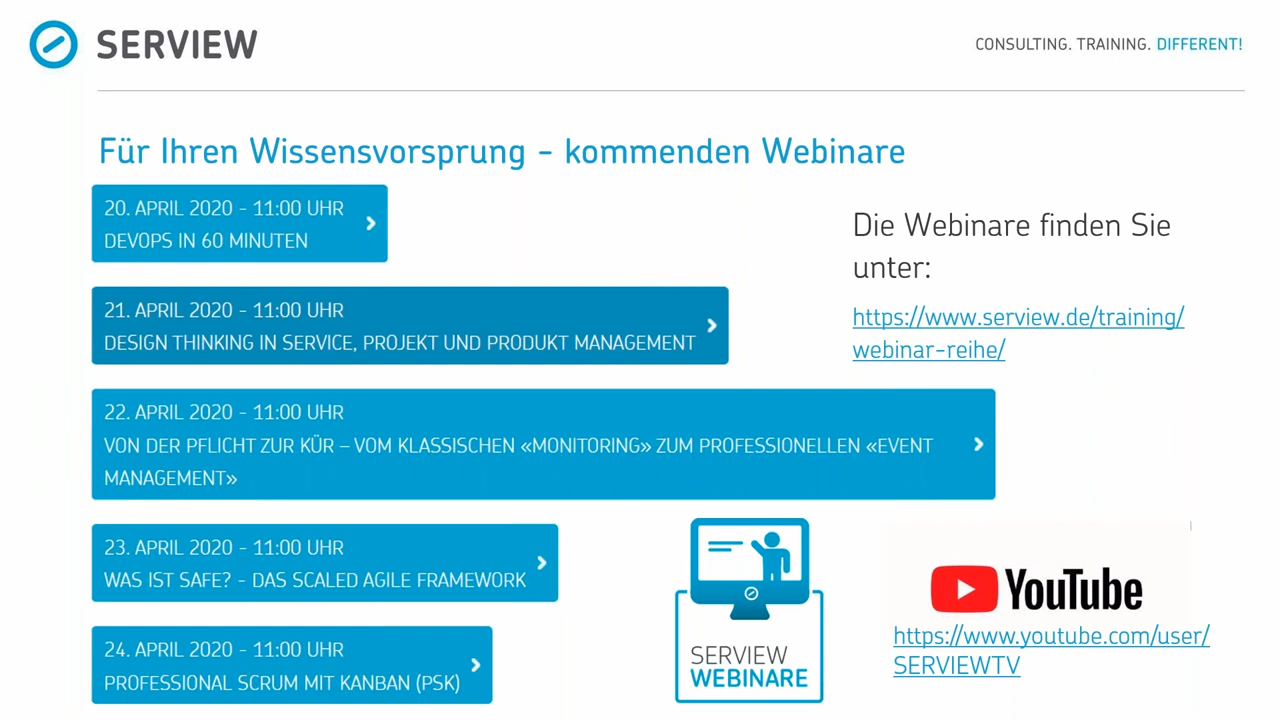 SERVIEW
CONSULTING. TRAINING. DIFFERENT!
Für Ihren Wissensvorsprung - kommenden Webinare
20. APRIL 2020 - 11:00 UHR
DEVOPS IN 60 MINUTEN
21. APRIL 2020 - 11:00 UHR
DESIGN THINKING IN SERVICE, PROJEKT UND PRODUKT MANAGEMENT
22. APRIL 2020 - 11:00 UHR
VON DER PFLICHT ZUR KÜR – VOM KLASSISCHEN «MONITORING» ZUM PROFESSIONELLEN «EVENT
MANAGEMENT»
23. APRIL 2020 - 11:00 UHR
WAS IST SAFE? - DAS SCALED AGILE FRAMEWORK
24. APRIL 2020 - 11:00 UHR
PROFESSIONAL SCRUM MIT KANBAN (PSK)
Die Webinare finden Sie
unter:
https://www.serview.de/training/
webinar-reihe/
SERVIEW
WEBINARE
YouTube
https://www.youtube.com/user/
SERVIEWTV